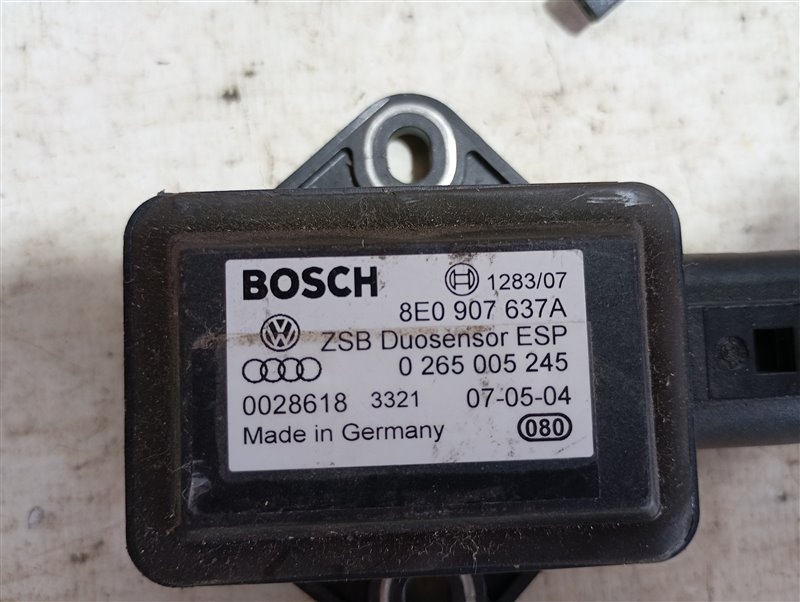 BOSCH 1283/07
8E0 907 637A
ZSB Duosensor ESP
0 265 005 245
0028618 3321 07-05-04
Made in Germany 080